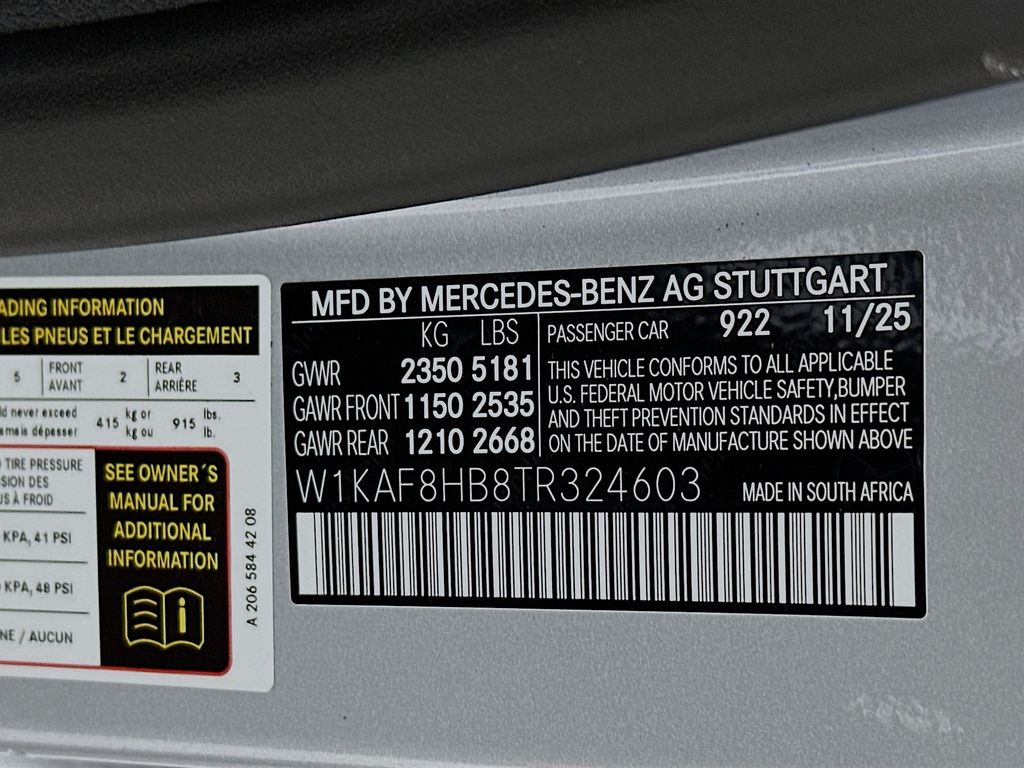 ADING INFORMATION
LES PNEUS ET LE CHARGEMENT
5 FRONT AVANT 2 REAR ARRIÈRE 3
ld never exceed 415 kg or 915 lbs.
emais dépasser kg ou lb.
TIRE PRESSURE
SION DES
S À FROID
KPA, 41 PSI
KPA, 48 PSI
NE / AUCUN
SEE OWNER´S
MANUAL FOR
ADDITIONAL
INFORMATION
A 206 584 42 08
MFD BY MERCEDES-BENZ AG STUTTGART
KG LBS
GVWR 2350 5181
GAWR FRONT 1150 2535
GAWR REAR 1210 2668
PASSENGER CAR 922 11/25
THIS VEHICLE CONFORMS TO ALL APPLICABLE
U.S. FEDERAL MOTOR VEHICLE SAFETY,BUMPER
AND THEFT PREVENTION STANDARDS IN EFFECT
ON THE DATE OF MANUFACTURE SHOWN ABOVE
W1KAF8HB8TR324603
MADE IN SOUTH AFRICA